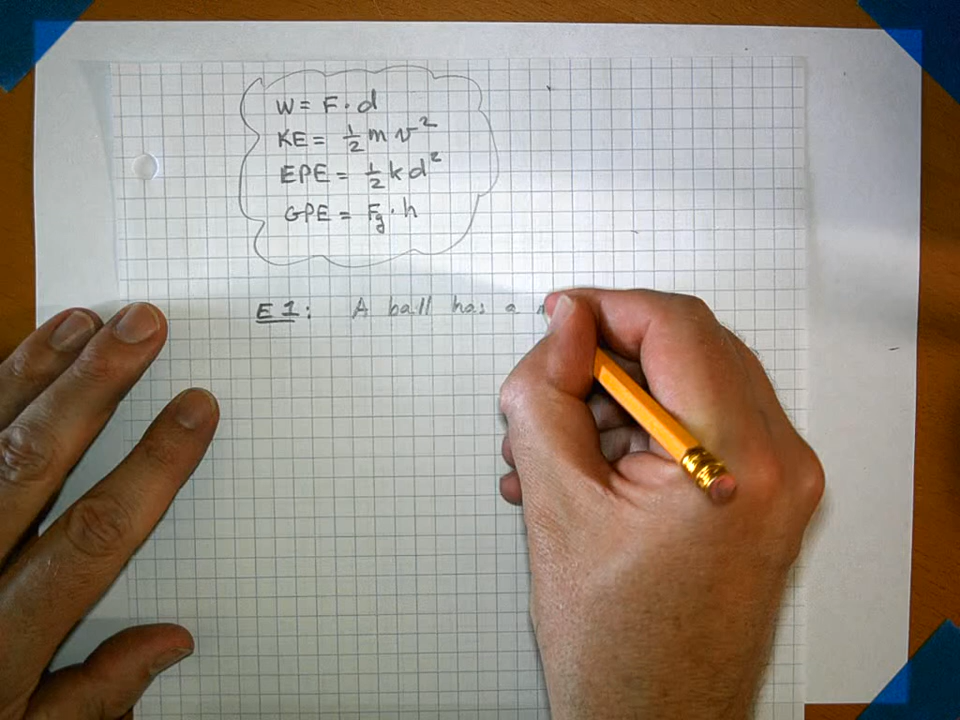 W = F · d
KE = ½ m v²
EPE = ½ k d²
GPE = Fg · h
E1: A ball has a